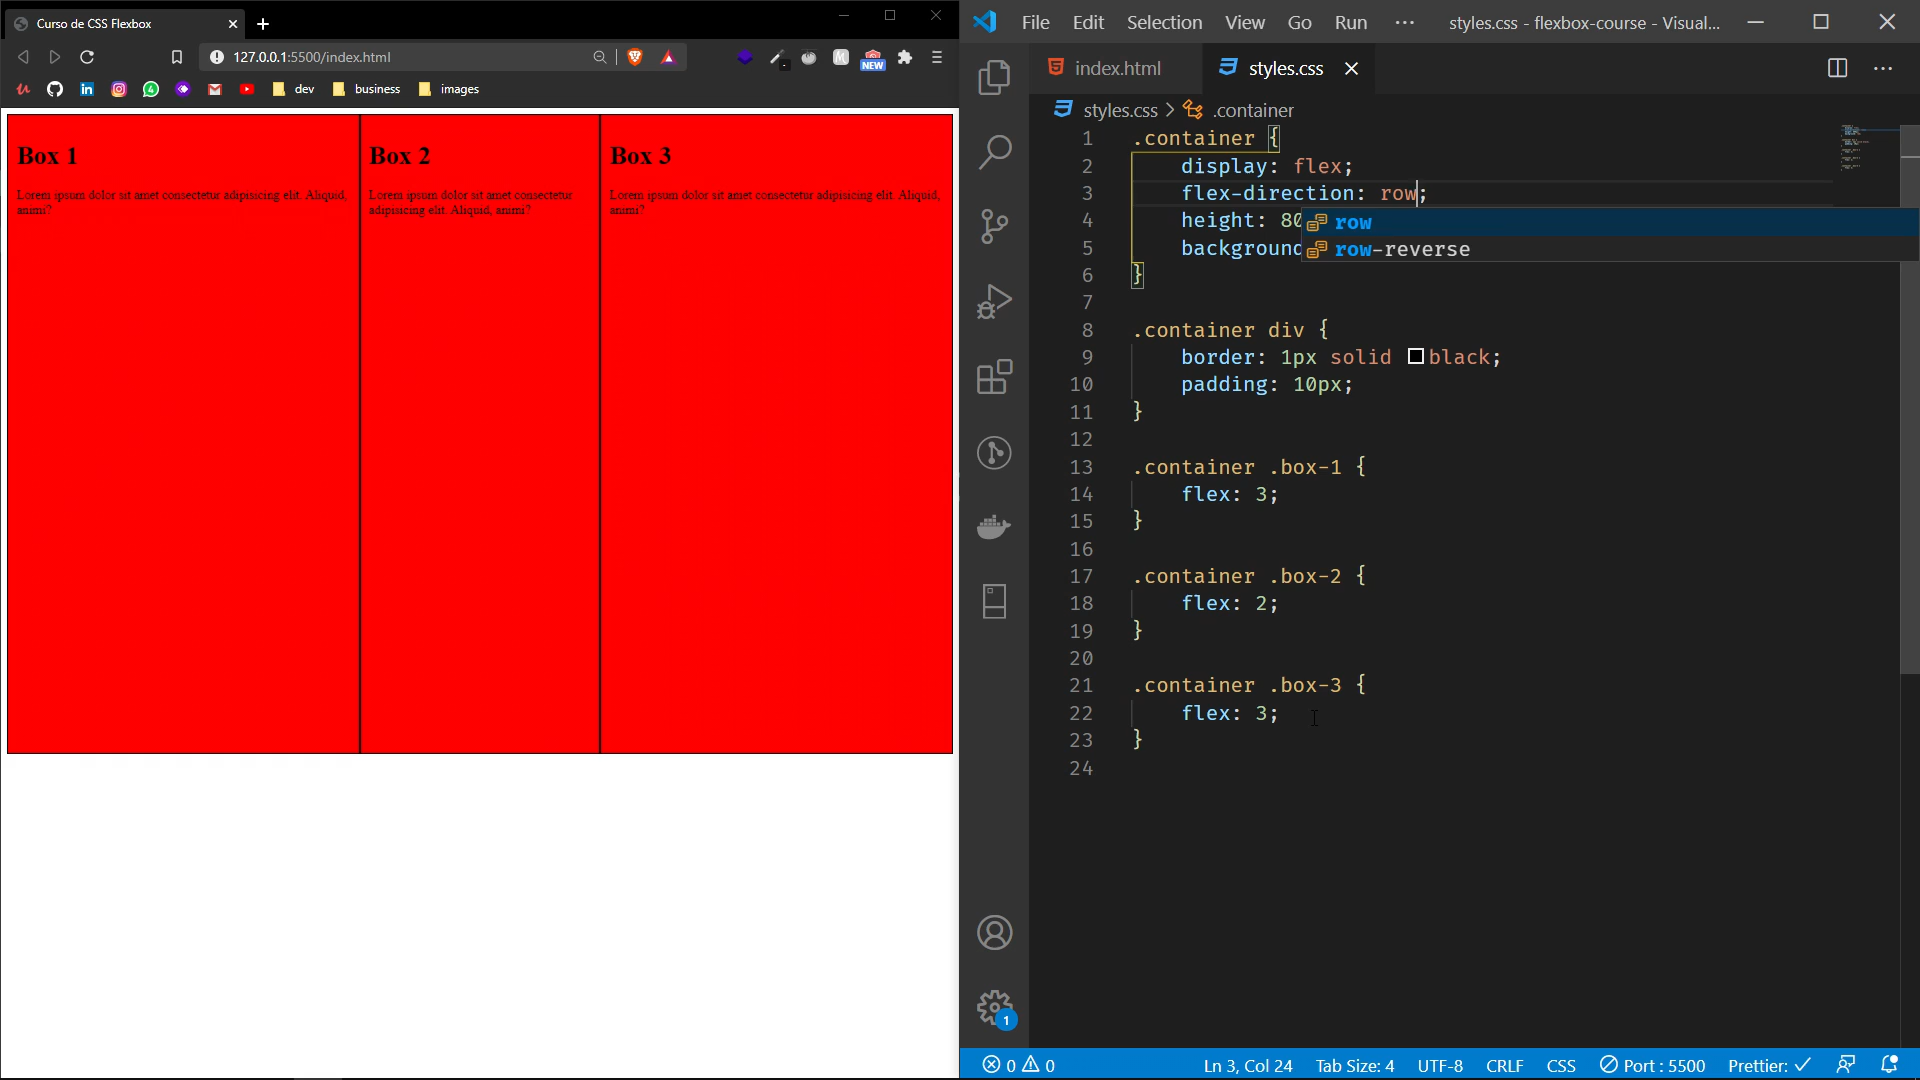 Curso de CSS Flexbox
127.0.0.1:5500/index.html
NEW
dev
business
images
Box 1
Lorem ipsum dolor sit amet consectetur adipisicing elit. Aliquid,
animi?
Box 2
Lorem ipsum dolor sit amet consectetur
adipisicing elit. Aliquid, animi?
Box 3
Lorem ipsum dolor sit amet consectetur adipisicing elit. Aliquid,
animi?
File Edit Selection View Go Run ··· styles.css - flexbox-course - Visual...
index.html styles.css
styles.css > .container
1 .container {
2 display: flex;
3 flex-direction: row;
4 height: 80
row
5 background
row-reverse
6 }
7
8 .container div {
9 border: 1px solid black;
10 padding: 10px;
11 }
12
13 .container .box-1 {
14 flex: 3;
15 }
16
17 .container .box-2 {
18 flex: 2;
19 }
20
21 .container .box-3 {
22 flex: 3;
23 }
24
1
0 0 Ln 3, Col 24 Tab Size: 4 UTF-8 CRLF CSS Port : 5500 Prettier: ✓